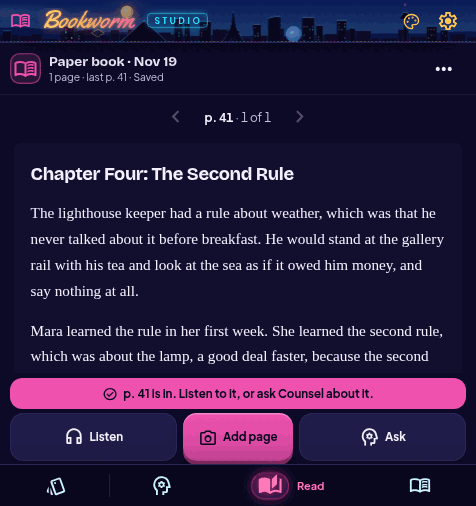 Bookworm STUDIO
Paper book · Nov 19
1 page · last p. 41 · Saved
p. 41 · 1 of 1
Chapter Four: The Second Rule
The lighthouse keeper had a rule about weather, which was that he
never talked about it before breakfast. He would stand at the gallery
rail with his tea and look at the sea as if it owed him money, and
say nothing at all.
Mara learned the rule in her first week. She learned the second rule,
which was about the lamp, a good deal faster, because the second
p. 41 is in. Listen to it, or ask Counsel about it.
Listen
Add page
Ask
Read